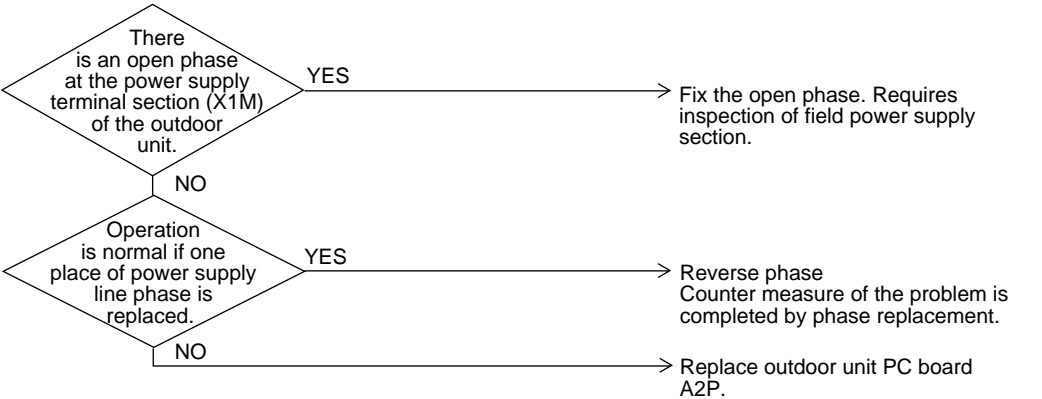 There
is an open phase
at the power supply
terminal section (X1M)
of the outdoor
unit.
YES
Fix the open phase. Requires
inspection of field power supply
section.
NO
Operation
is normal if one
place of power supply
line phase is
replaced.
YES
Reverse phase
Counter measure of the problem is
completed by phase replacement.
NO
Replace outdoor unit PC board
A2P.